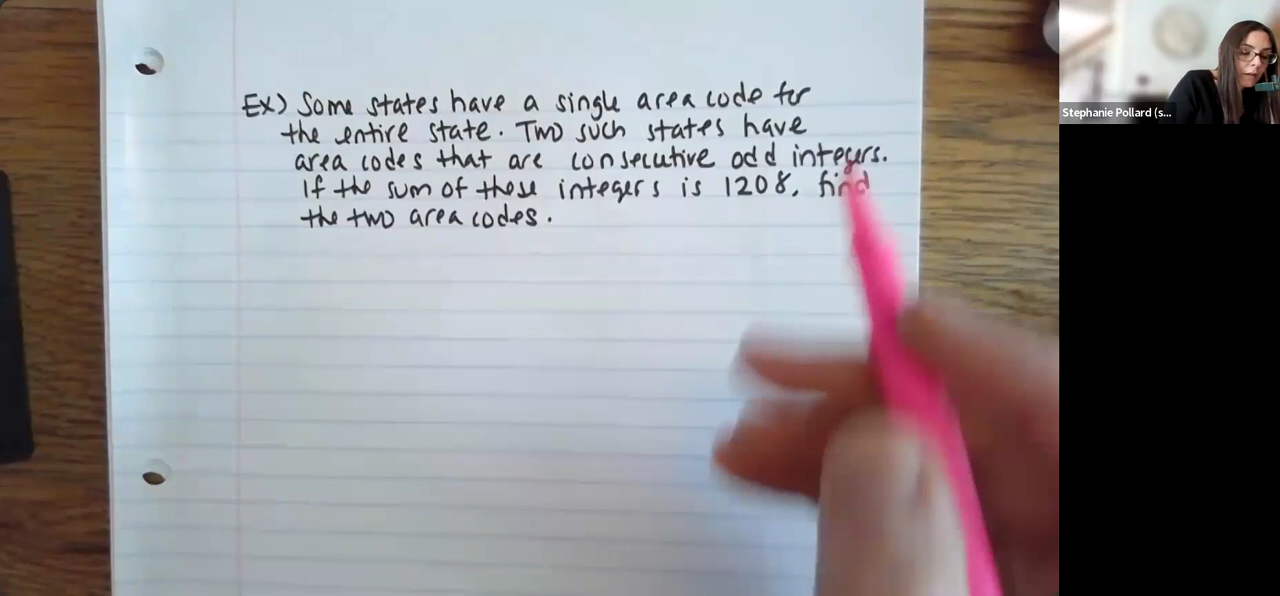 Ex) Some states have a single area code for
the entire state. Two such states have
area codes that are consecutive odd integers.
If the sum of these integers is 1208, find
the two area codes.
Stephanie Pollard (s...